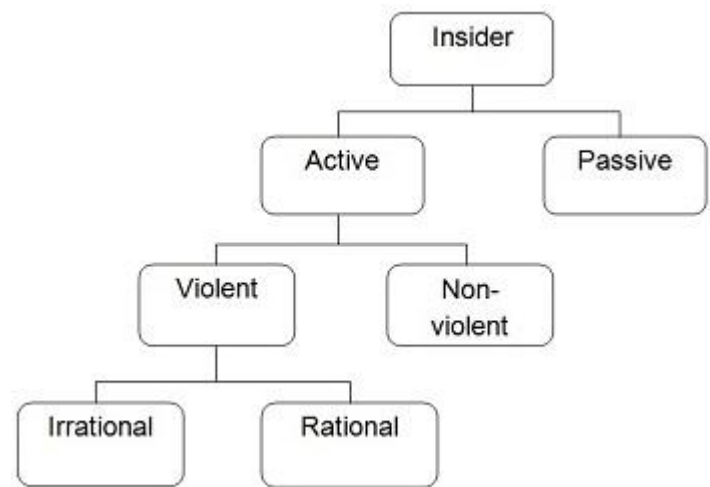 Insider
Active
Passive
Violent
Non-
violent
Irrational
Rational